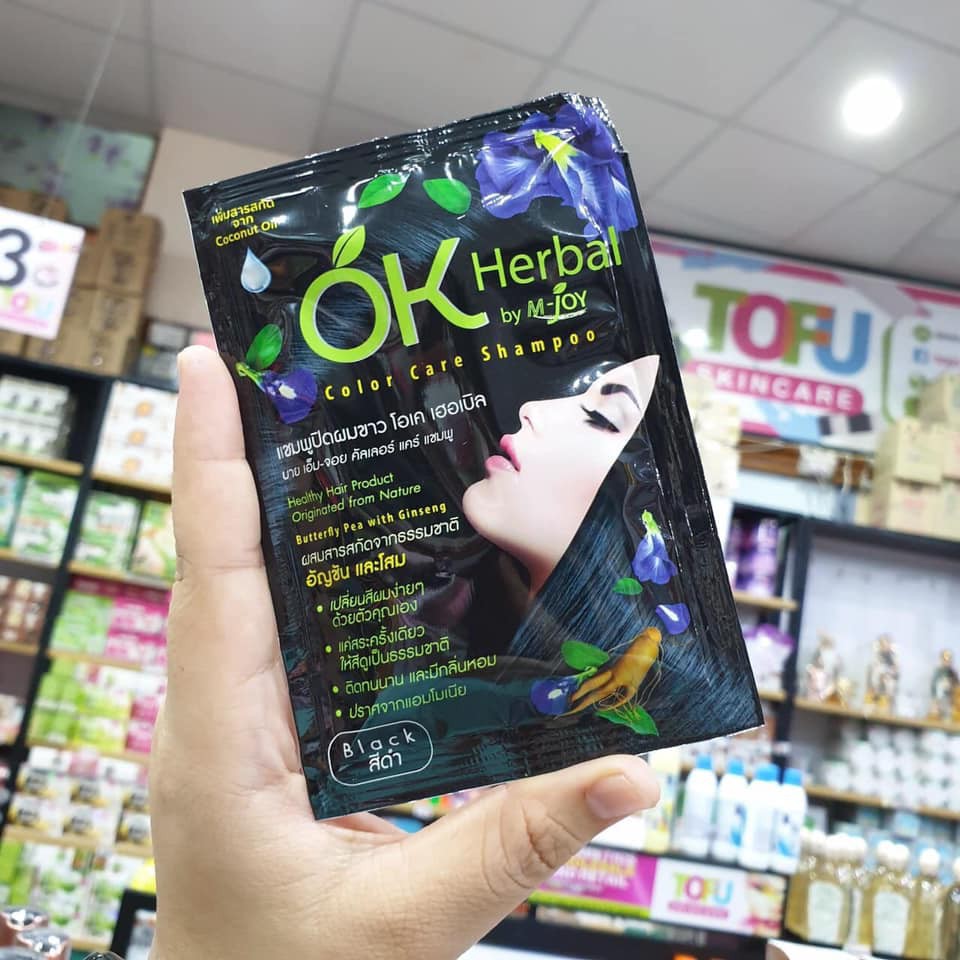 เพิ่มสารสกัด
จาก
Coconut Oil
OK Herbal
by M-JOY
Color Care Shampoo
แชมพูปิดผมขาว โอเค เฮอเบิล
บาย เอ็ม-จอย คัลเลอร์ แคร์ แชมพู
Healthy Hair Product
Originated from Nature
Butterfly Pea with Ginseng
ผสมสารสกัดจากธรรมชาติ
อัญชัน และโสม
• เปลี่ยนสีผมง่ายๆ
ด้วยตัวคุณเอง
• แค่สระครั้งเดียว
ให้สีดูเป็นธรรมชาติ
• ติดทนนาน และมีกลิ่นหอม
• ปราศจากแอมโมเนีย
Black
สีดำ
3
TOFU
TOFU
SKINCARE
TOFU